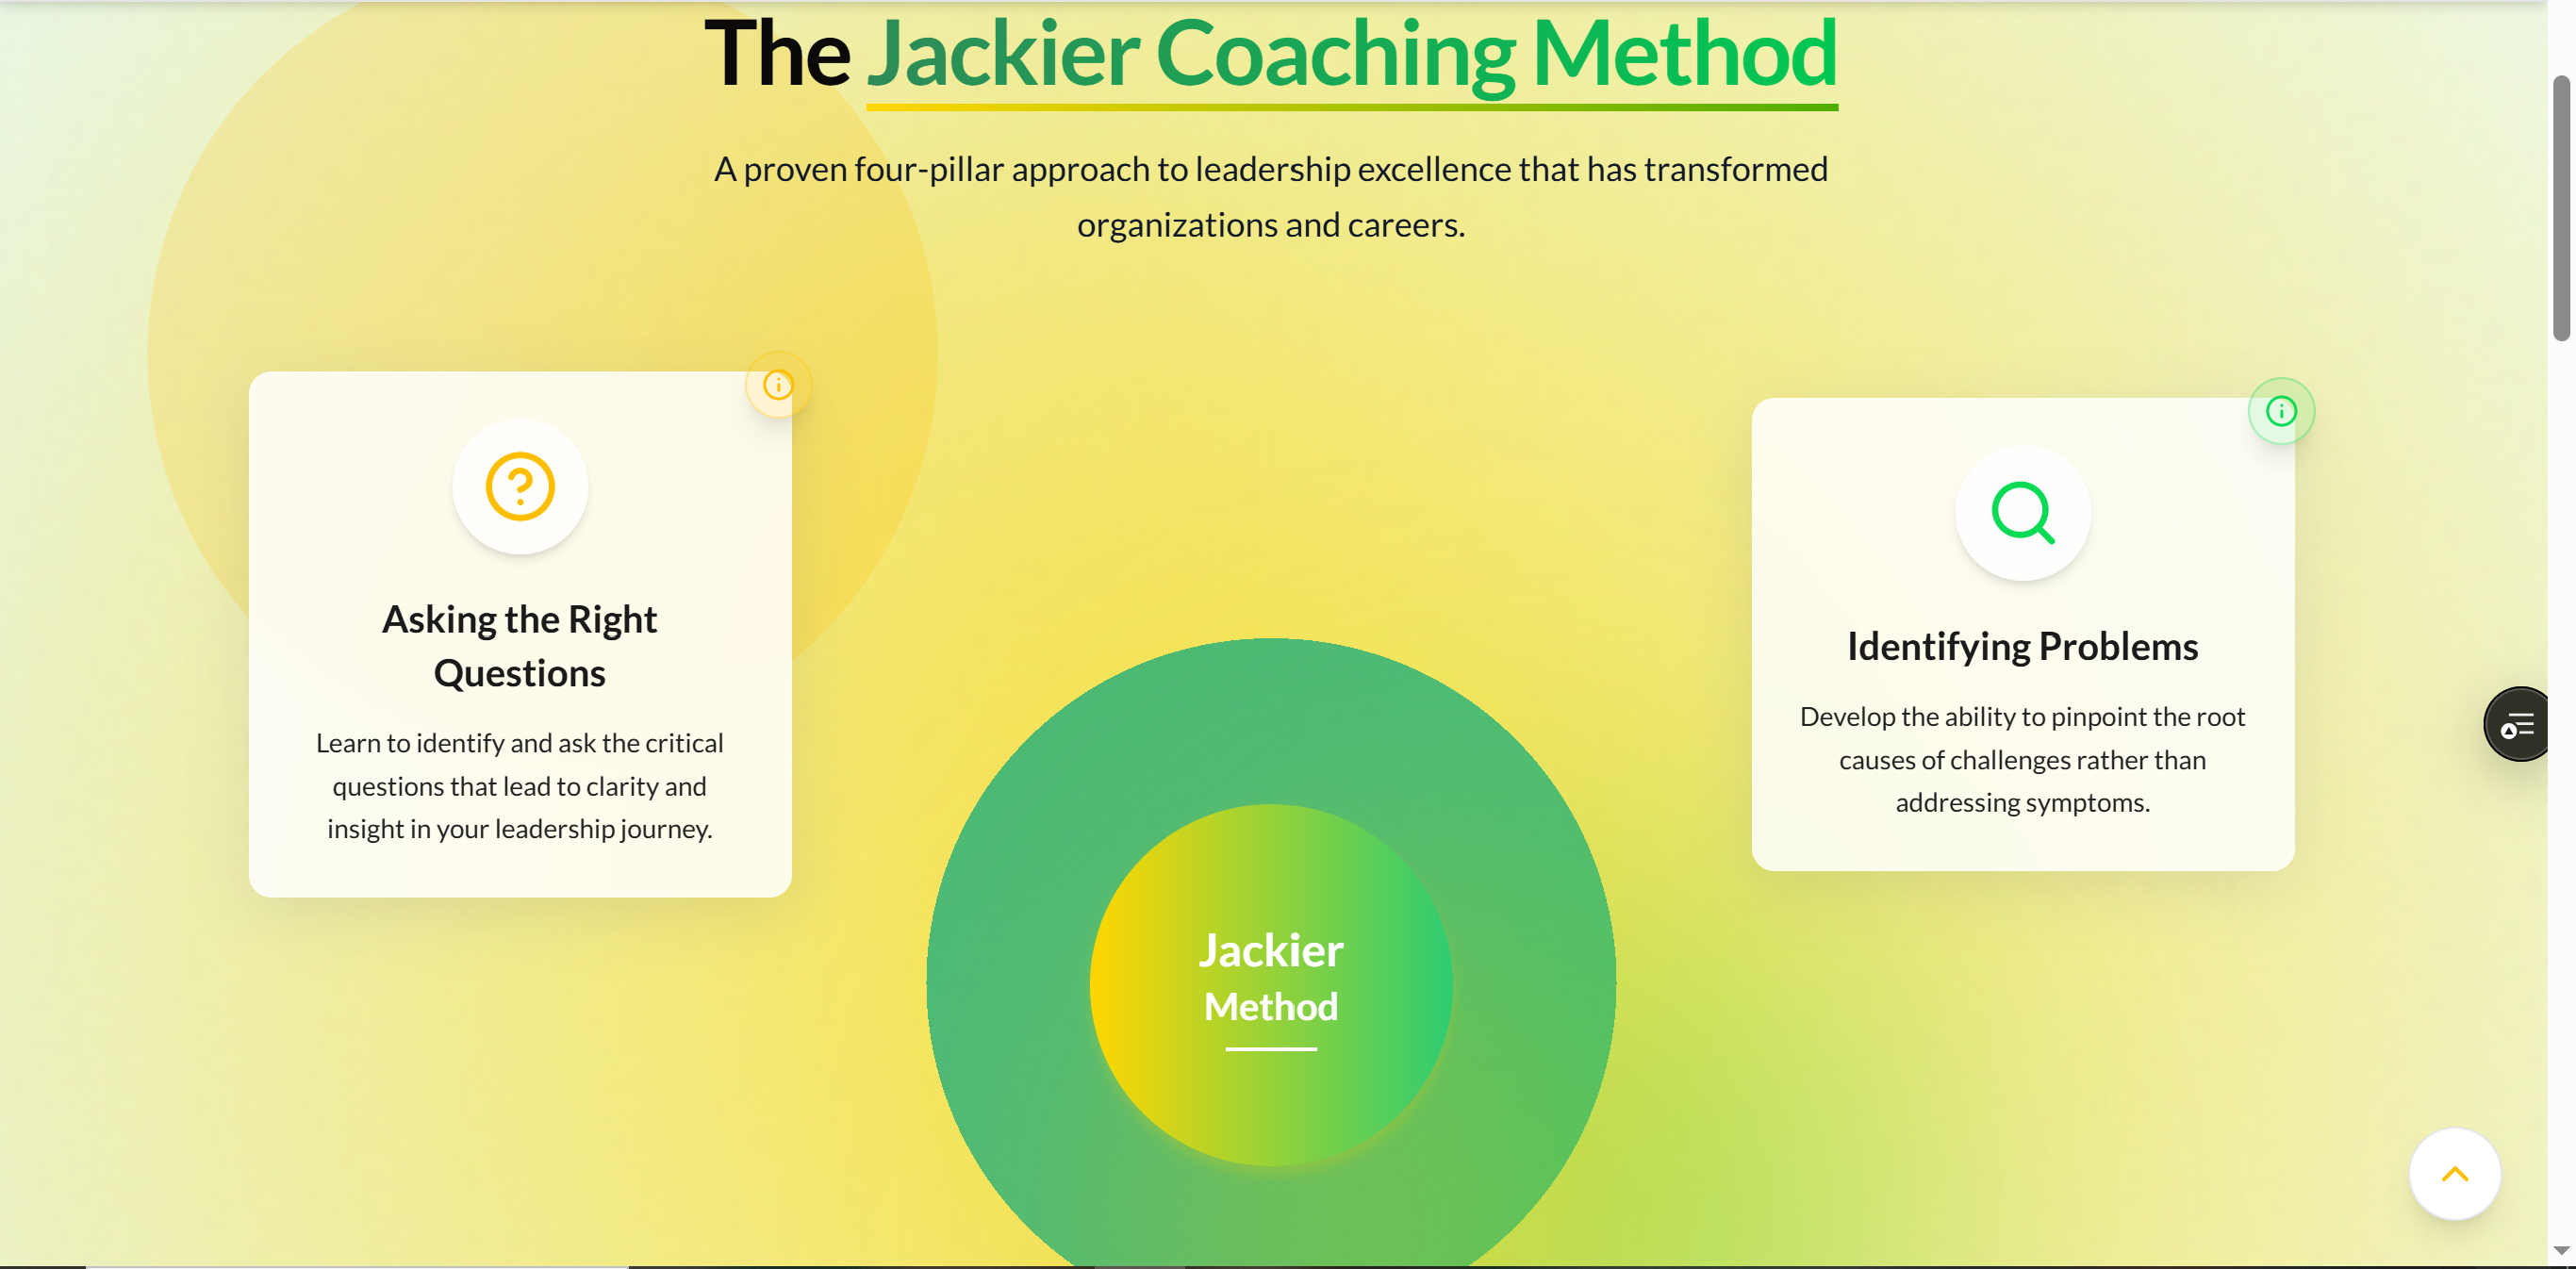 The Jackier Coaching Method
A proven four-pillar approach to leadership excellence that has transformed
organizations and careers.
Asking the Right
Questions
Learn to identify and ask the critical
questions that lead to clarity and
insight in your leadership journey.
Identifying Problems
Develop the ability to pinpoint the root
causes of challenges rather than
addressing symptoms.
Jackier
Method